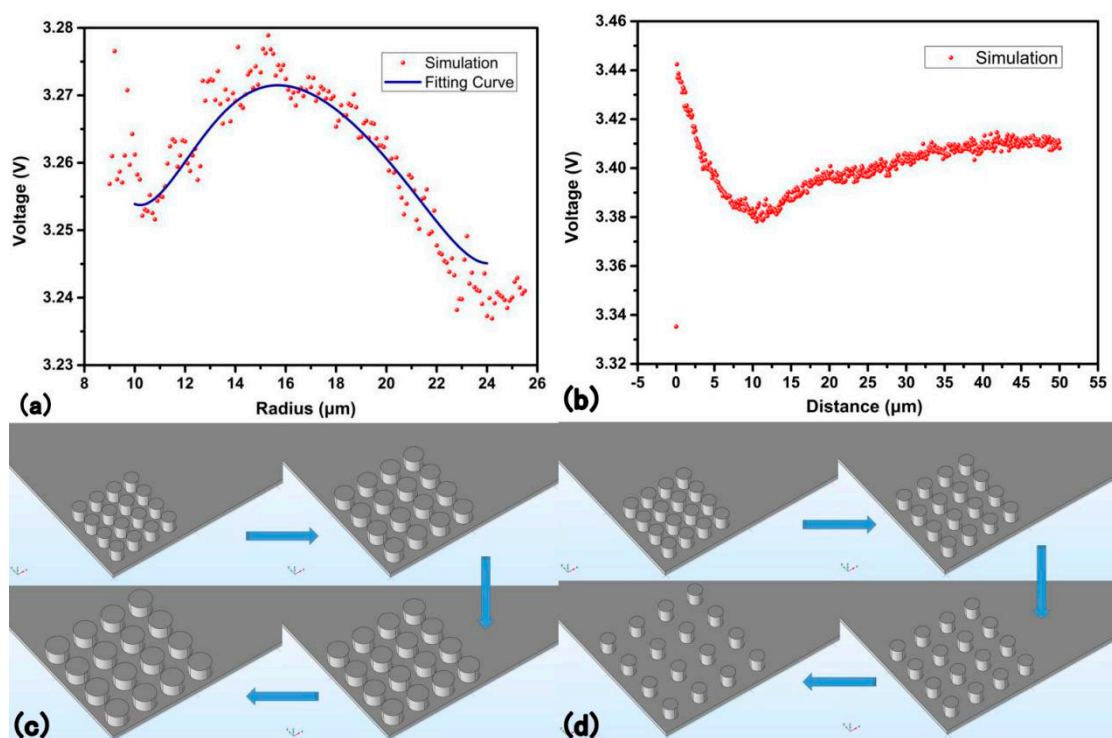 3.28
3.27
3.26
3.25
3.24
3.23
Voltage (V)
8 10 12 14 16 18 20 22 24 26
Radius (μm)
Simulation
Fitting Curve
(a)
3.46
3.44
3.42
3.40
3.38
3.36
3.34
3.32
Voltage (V)
-5 0 5 10 15 20 25 30 35 40 45 50 55
Distance (μm)
Simulation
(b)
(c)
(d)